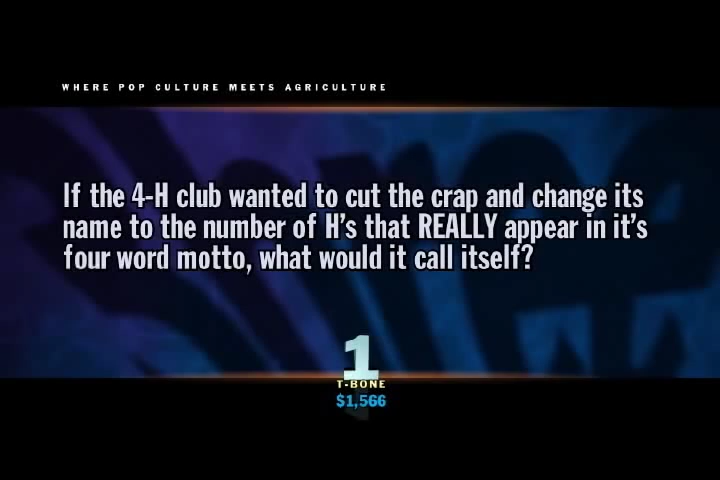 WHERE POP CULTURE MEETS AGRICULTURE
If the 4-H club wanted to cut the crap and change its
name to the number of H's that REALLY appear in it's
four word motto, what would it call itself?
1
T-BONE
$1,566